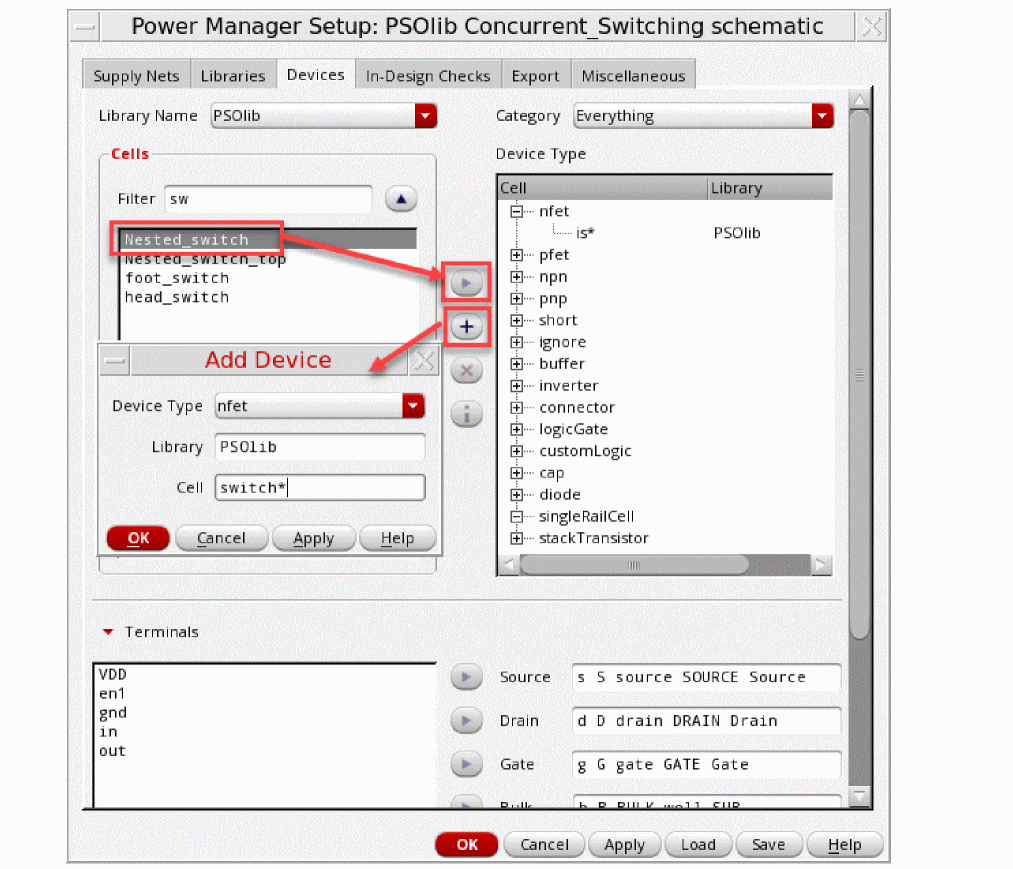 Power Manager Setup: PSOlib Concurrent_Switching schematic
Supply Nets Libraries Devices In-Design Checks Export Miscellaneous
Library Name PSOlib
Category Everything
Cells
Filter sw
Nested_switch
Nested_switch_top
foot_switch
head_switch
Device Type
Cell Library
nfet
is* PSOlib
pfet
npn
pnp
short
ignore
buffer
inverter
connector
logicGate
customLogic
cap
diode
singleRailCell
stackTransistor
Add Device
Device Type nfet
Library PSOlib
Cell switch*
OK Cancel Apply Help
Terminals
VDD
en1
gnd
in
out
Source s S source SOURCE Source
Drain d D drain DRAIN Drain
Gate g G gate GATE Gate
OK Cancel Apply Load Save Help